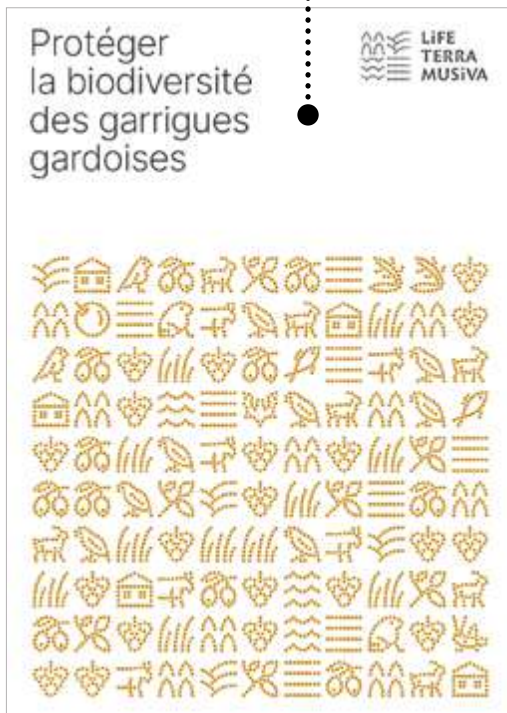 Protéger
la biodiversité
des garrigues
gardoises
LiFE
TERRA
MUSiVA